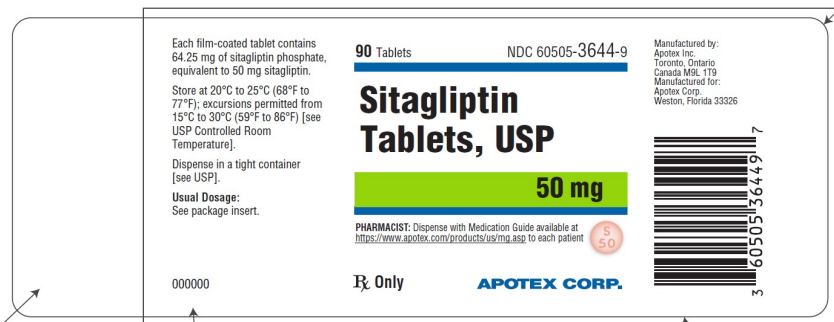 Each film-coated tablet contains
64.25 mg of sitagliptin phosphate,
equivalent to 50 mg sitagliptin.
Store at 20°C to 25°C (68°F to
77°F); excursions permitted from
15°C to 30°C (59°F to 86°F) [see
USP Controlled Room
Temperature].
Dispense in a tight container
[see USP].
Usual Dosage:
See package insert.
000000
90 Tablets NDC 60505-3644-9
Sitagliptin
Tablets, USP
50 mg
PHARMACIST: Dispense with Medication Guide available at
https://www.apotex.com/products/us/mg.asp to each patient
S
50
Rx Only APOTEX CORP.
Manufactured by:
Apotex Inc.
Toronto, Ontario
Canada M9L 1T9
Manufactured for:
Apotex Corp.
Weston, Florida 33326
3 60505 36449 7